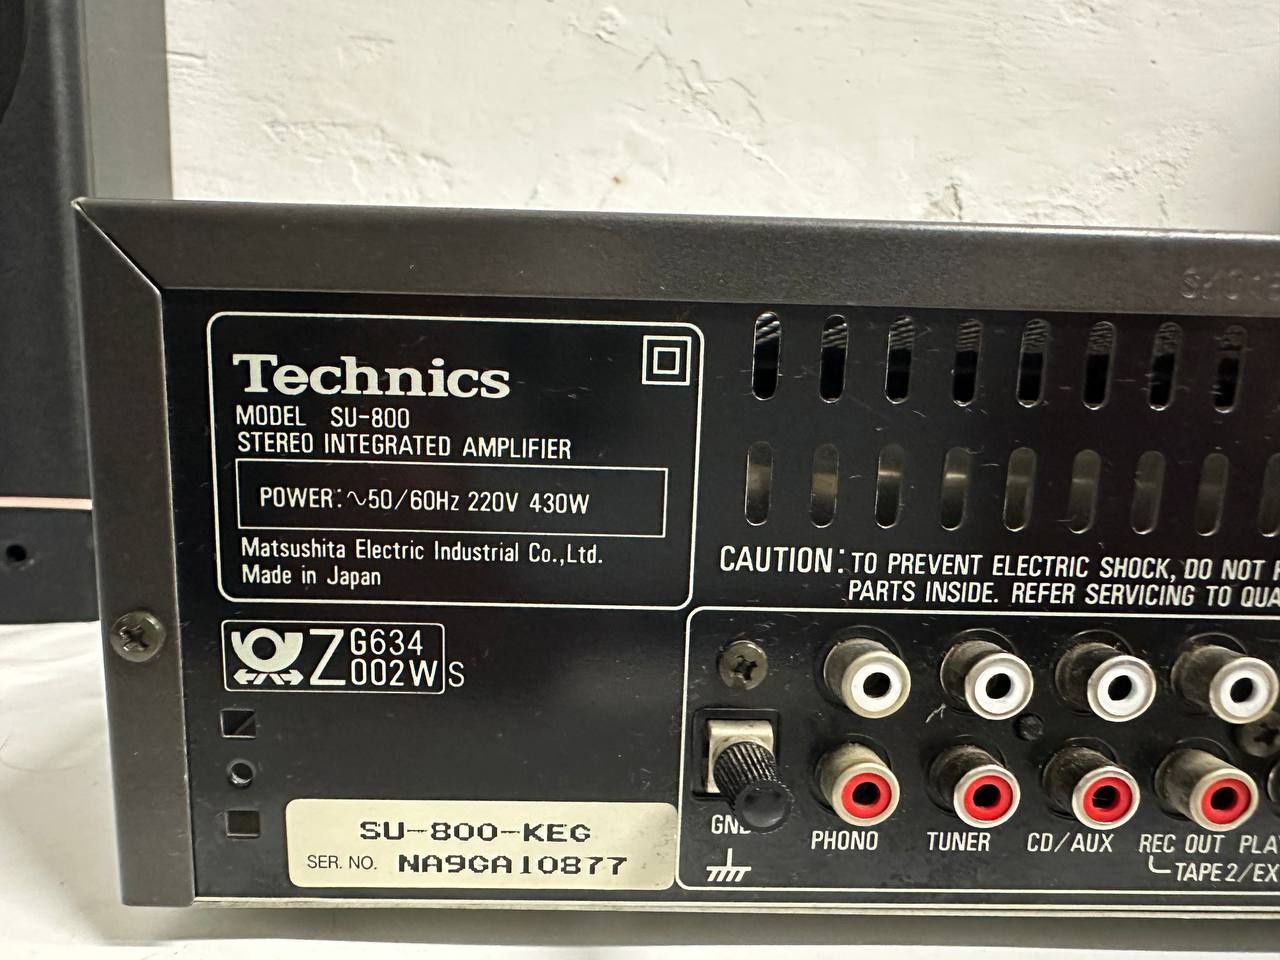 Technics
MODEL SU-800
STEREO INTEGRATED AMPLIFIER
POWER: ∿50/60Hz 220V 430W
Matsushita Electric Industrial Co.,Ltd.
Made in Japan
Z G634
002W S
SU-800-KEG
SER. NO. NA9GA10877
CAUTION: TO PREVENT ELECTRIC SHOCK, DO NOT
PARTS INSIDE. REFER SERVICING TO QUA
GND
PHONO
TUNER
CD/AUX
REC OUT PLA
TAPE 2/EX